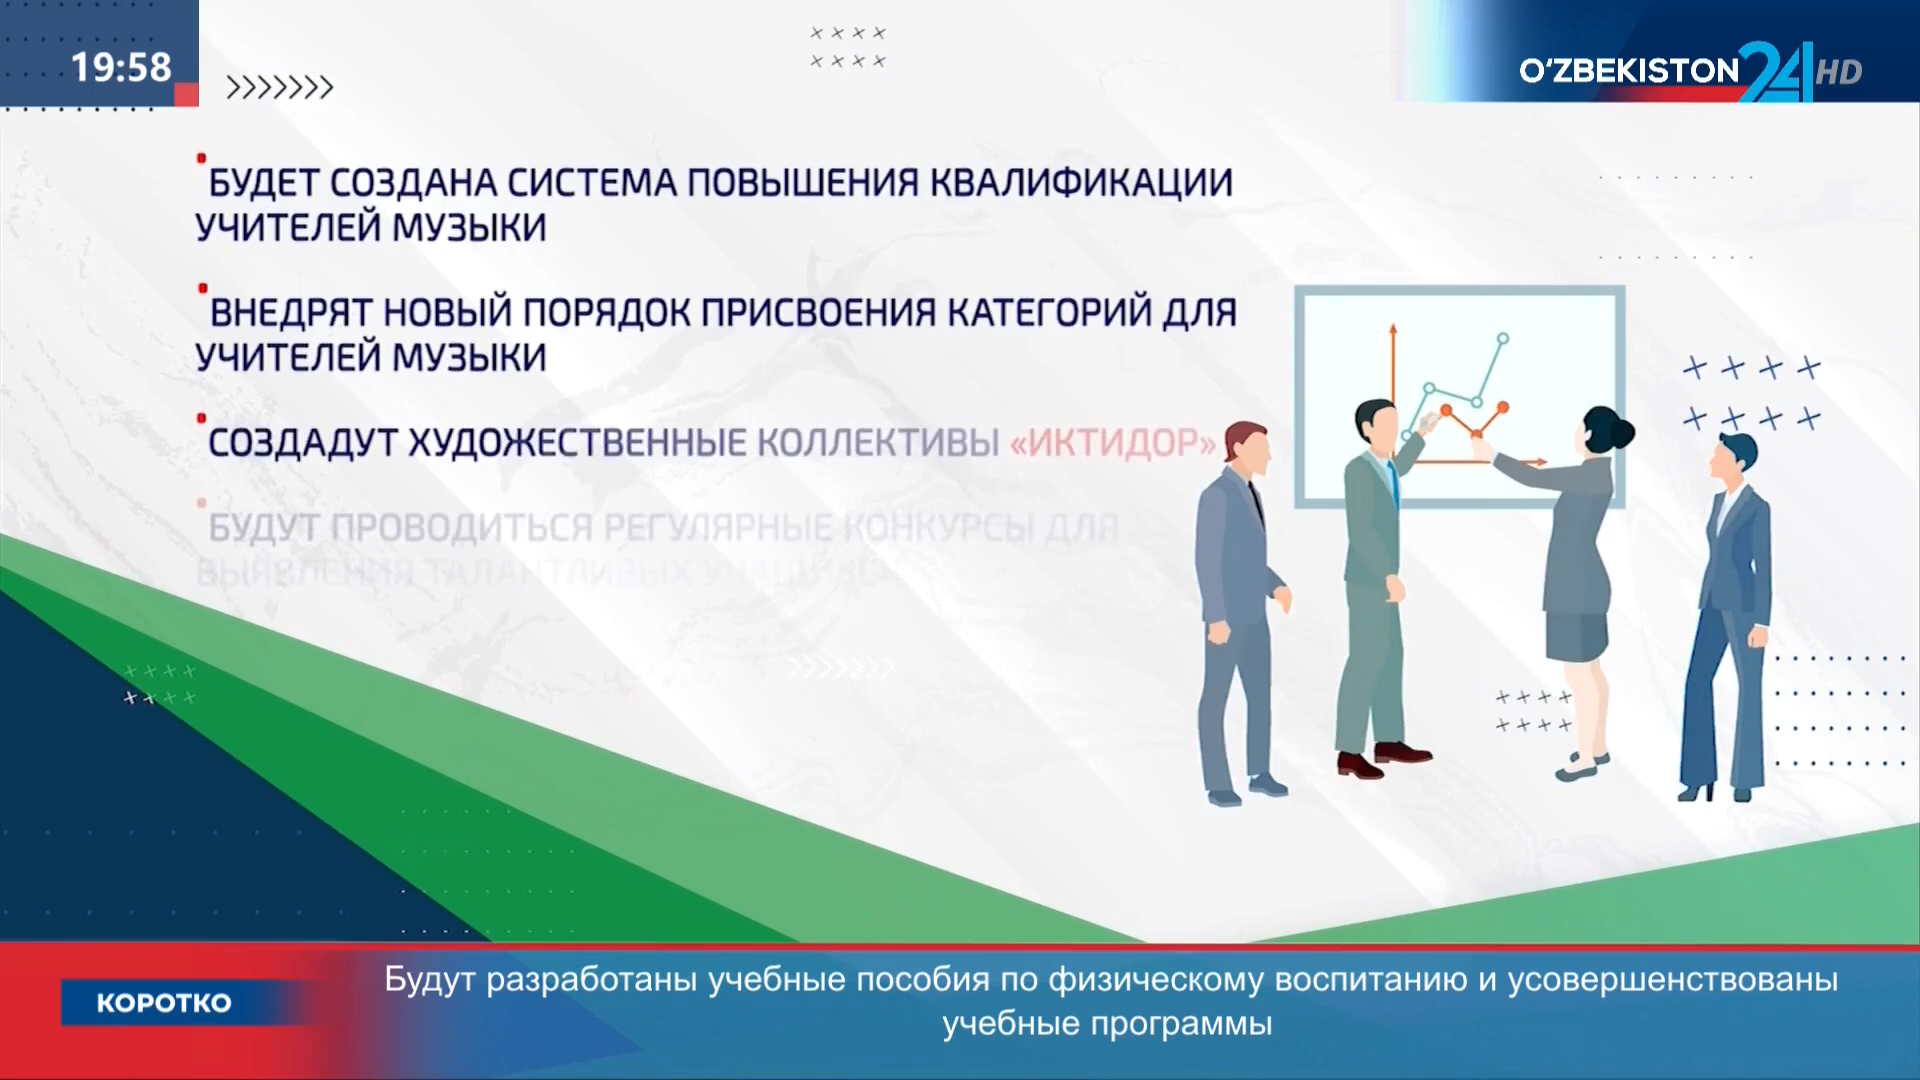 19:58
O‘ZBEKISTON 24 HD
БУДЕТ СОЗДАНА СИСТЕМА ПОВЫШЕНИЯ КВАЛИФИКАЦИИ
УЧИТЕЛЕЙ МУЗЫКИ
ВНЕДРЯТ НОВЫЙ ПОРЯДОК ПРИСВОЕНИЯ КАТЕГОРИЙ ДЛЯ
УЧИТЕЛЕЙ МУЗЫКИ
СОЗДАДУТ ХУДОЖЕСТВЕННЫЕ КОЛЛЕКТИВЫ «ИКТИДОР»
БУДУТ ПРОВОДИТЬСЯ РЕГУЛЯРНЫЕ КОНКУРСЫ ДЛЯ
ВЫЯВЛЕНИЯ ТАЛАНТЛИВЫХ
КОРОТКО
Будут разработаны учебные пособия по физическому воспитанию и усовершенствованы
учебные программы